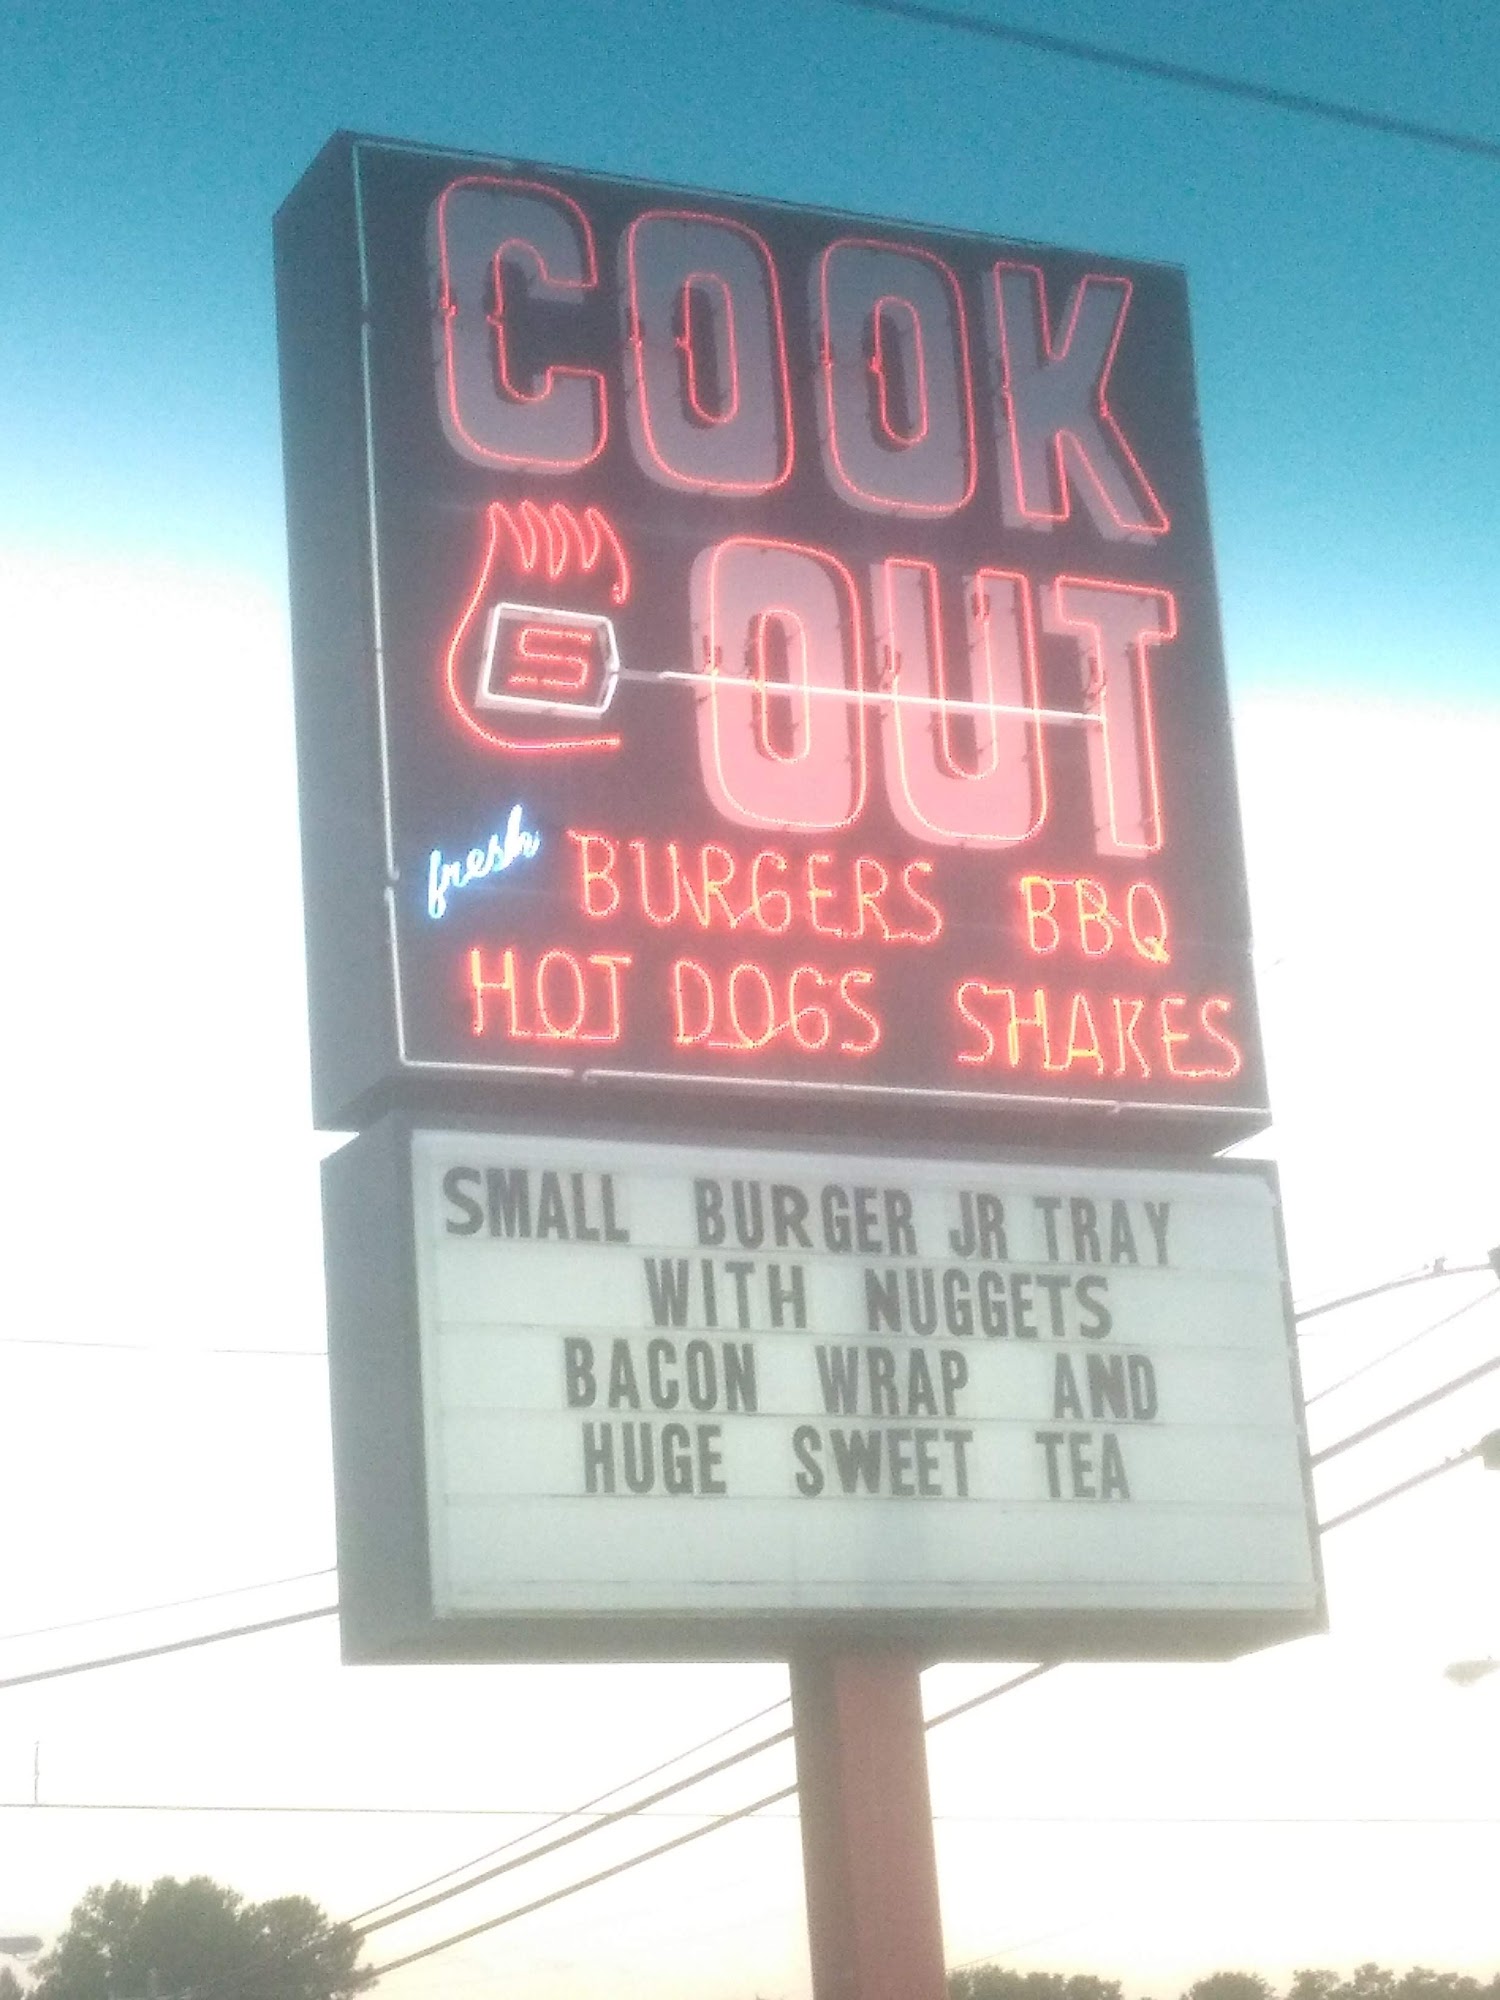 COOK
OUT
S
fresh BURGERS BBQ
HOT DOGS SHAKES
SMALL BURGER JR TRAY
WITH NUGGETS
BACON WRAP AND
HUGE SWEET TEA